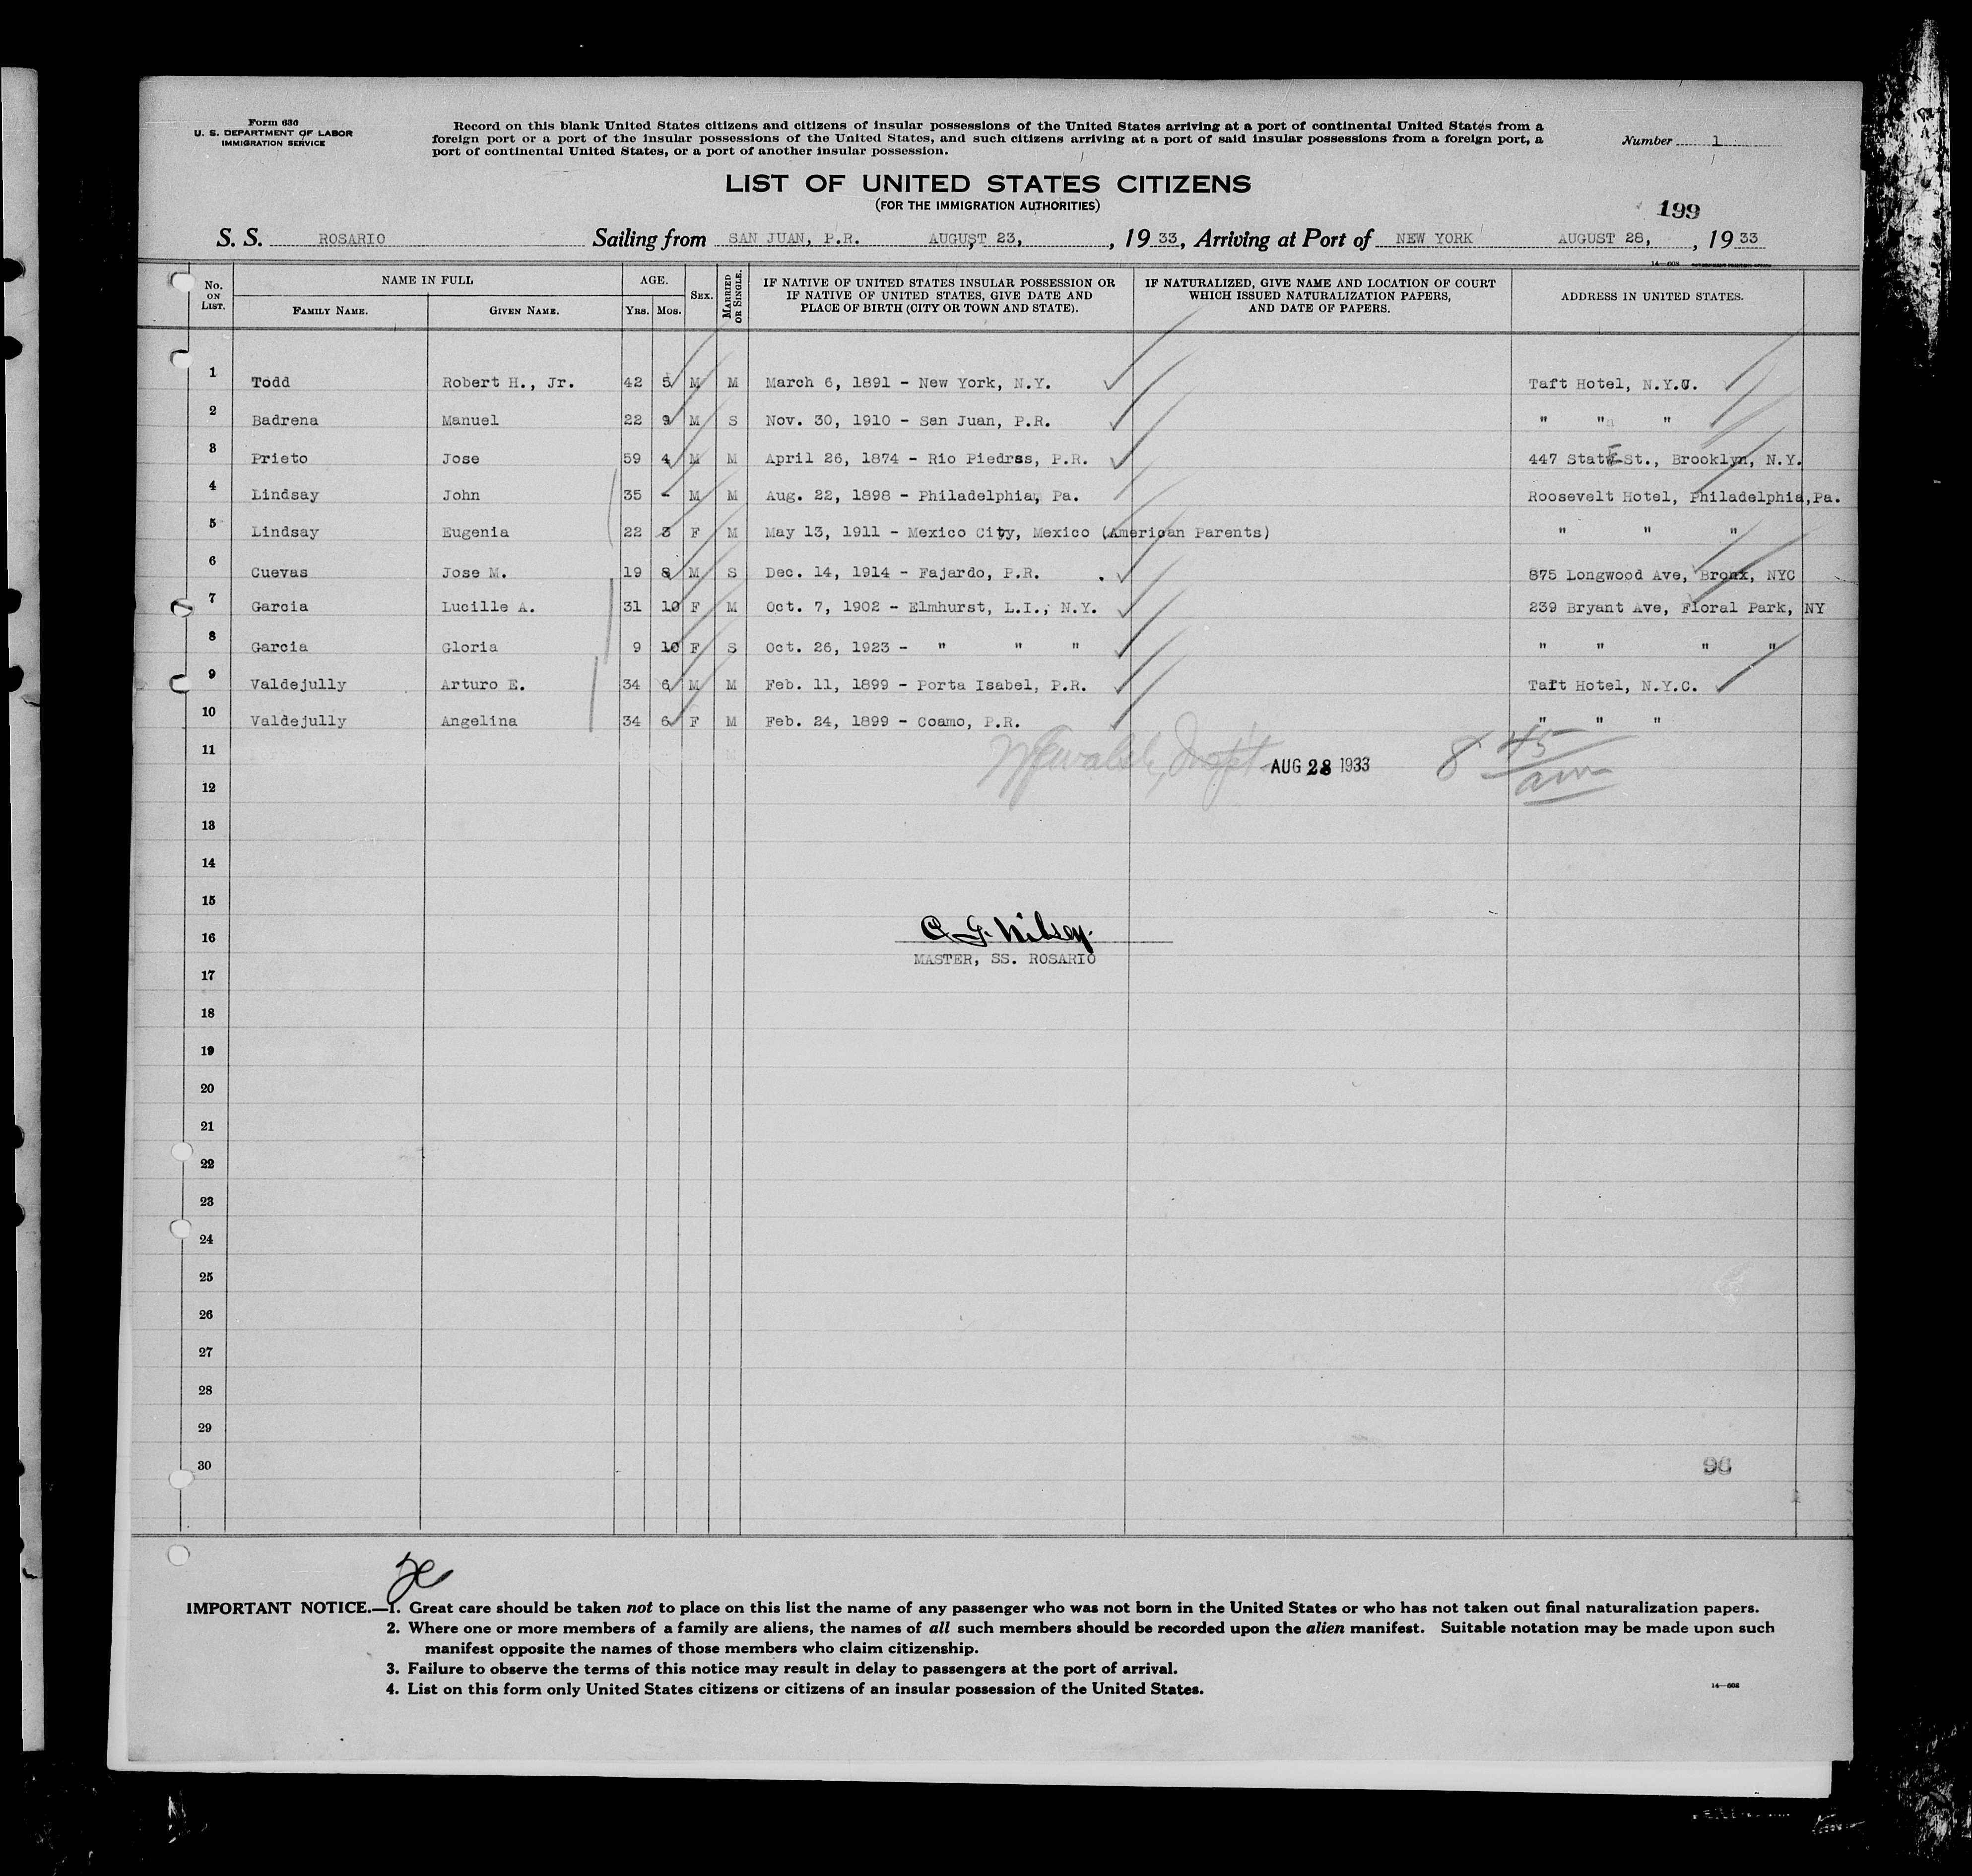 Form 630
U. S. DEPARTMENT OF LABOR
IMMIGRATION SERVICE
Record on this blank United States citizens and citizens of insular possessions of the United States arriving at a port of continental United States from a
foreign port or a port of the insular possessions of the United States, and such citizens arriving at a port of said insular possessions from a foreign port, a
port of continental United States, or a port of another insular possession.
Number 1
LIST OF UNITED STATES CITIZENS
(FOR THE IMMIGRATION AUTHORITIES)
199
S. S. ROSARIO Sailing from SAN JUAN, P.R. AUGUST 23, , 19 33, Arriving at Port of NEW YORK AUGUST 28, , 19 33
No. ON LIST. NAME IN FULL FAMILY NAME. GIVEN NAME. AGE. YRS. MOS. SEX. MARRIED OR SINGLE. IF NATIVE OF UNITED STATES INSULAR POSSESSION OR IF NATIVE OF UNITED STATES, GIVE DATE AND PLACE OF BIRTH (CITY OR TOWN AND STATE). IF NATURALIZED, GIVE NAME AND LOCATION OF COURT WHICH ISSUED NATURALIZATION PAPERS, AND DATE OF PAPERS. ADDRESS IN UNITED STATES.
1 Todd Robert H., Jr. 42 5 M M March 6, 1891 - New York, N.Y. Taft Hotel, N.Y.C.
2 Badrena Manuel 22 9 M S Nov. 30, 1910 - San Juan, P.R. " " "
3 Prieto Jose 59 4 M M April 26, 1874 - Rio Piedras, P.R. 447 State St., Brooklyn, N.Y.
4 Lindsay John 35 - M M Aug. 22, 1898 - Philadelphia, Pa. Roosevelt Hotel, Philadelphia,Pa.
5 Lindsay Eugenia 22 3 F M May 13, 1911 - Mexico City, Mexico (American Parents) " " "
6 Cuevas Jose M. 19 8 M S Dec. 14, 1914 - Fajardo, P.R. 875 Longwood Ave, Bronx, NYC
7 Garcia Lucille A. 31 10 F M Oct. 7, 1902 - Elmhurst, L.I., N.Y. 239 Bryant Ave, Floral Park, NY
8 Garcia Gloria 9 10 F S Oct. 26, 1923 - " " " " " " "
9 Valdejully Arturo E. 34 6 M M Feb. 11, 1899 - Porta Isabel, P.R. Taft Hotel, N.Y.C.
10 Valdejully Angelina 34 6 F M Feb. 24, 1899 - Coamo, P.R. " " "
11
AUG 28 1933 8 45 am
12
13
14
15
16
MASTER, SS. ROSARIO
17
18
19
20
21
22
23
24
25
26
27
28
29
30
IMPORTANT NOTICE.—1. Great care should be taken not to place on this list the name of any passenger who was not born in the United States or who has not taken out final naturalization papers.
2. Where one or more members of a family are aliens, the names of all such members should be recorded upon the alien manifest. Suitable notation may be made upon such
manifest opposite the names of those members who claim citizenship.
3. Failure to observe the terms of this notice may result in delay to passengers at the port of arrival.
4. List on this form only United States citizens or citizens of an insular possession of the United States.